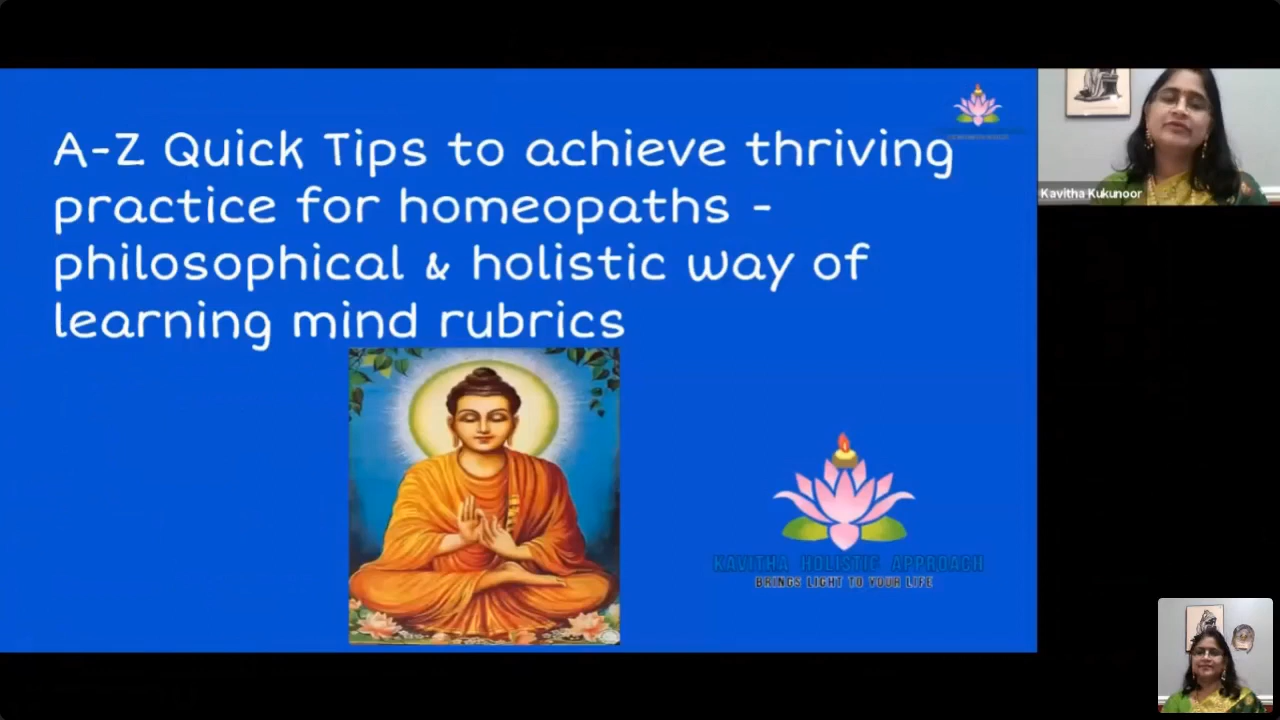 A-Z Quick Tips to achieve thriving
practice for homeopaths -
philosophical & holistic way of
learning mind rubrics
Kavitha Kukunoor
KAVITHA HOLISTIC APPROACH
BRINGS LIGHT TO YOUR LIFE